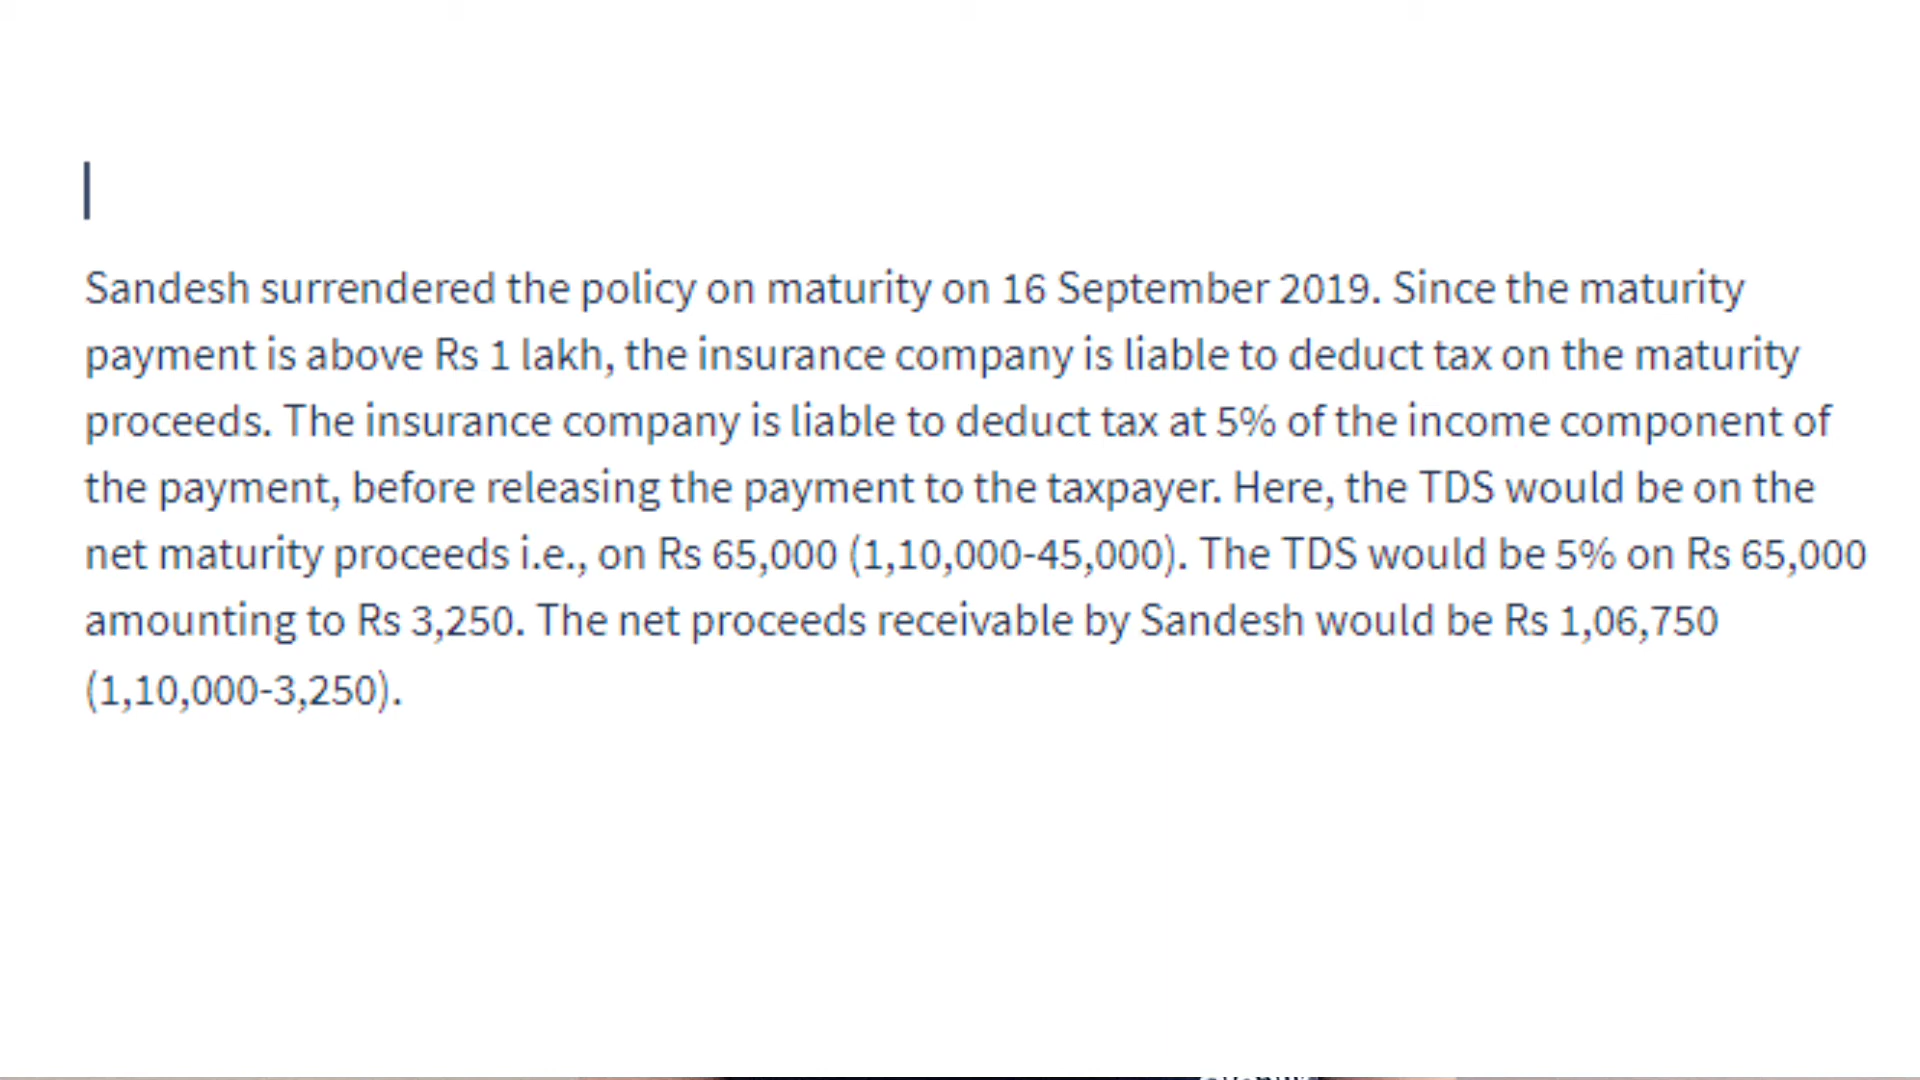 Sandesh surrendered the policy on maturity on 16 September 2019. Since the maturity
payment is above Rs 1 lakh, the insurance company is liable to deduct tax on the maturity
proceeds. The insurance company is liable to deduct tax at 5% of the income component of
the payment, before releasing the payment to the taxpayer. Here, the TDS would be on the
net maturity proceeds i.e., on Rs 65,000 (1,10,000-45,000). The TDS would be 5% on Rs 65,000
amounting to Rs 3,250. The net proceeds receivable by Sandesh would be Rs 1,06,750
(1,10,000-3,250).